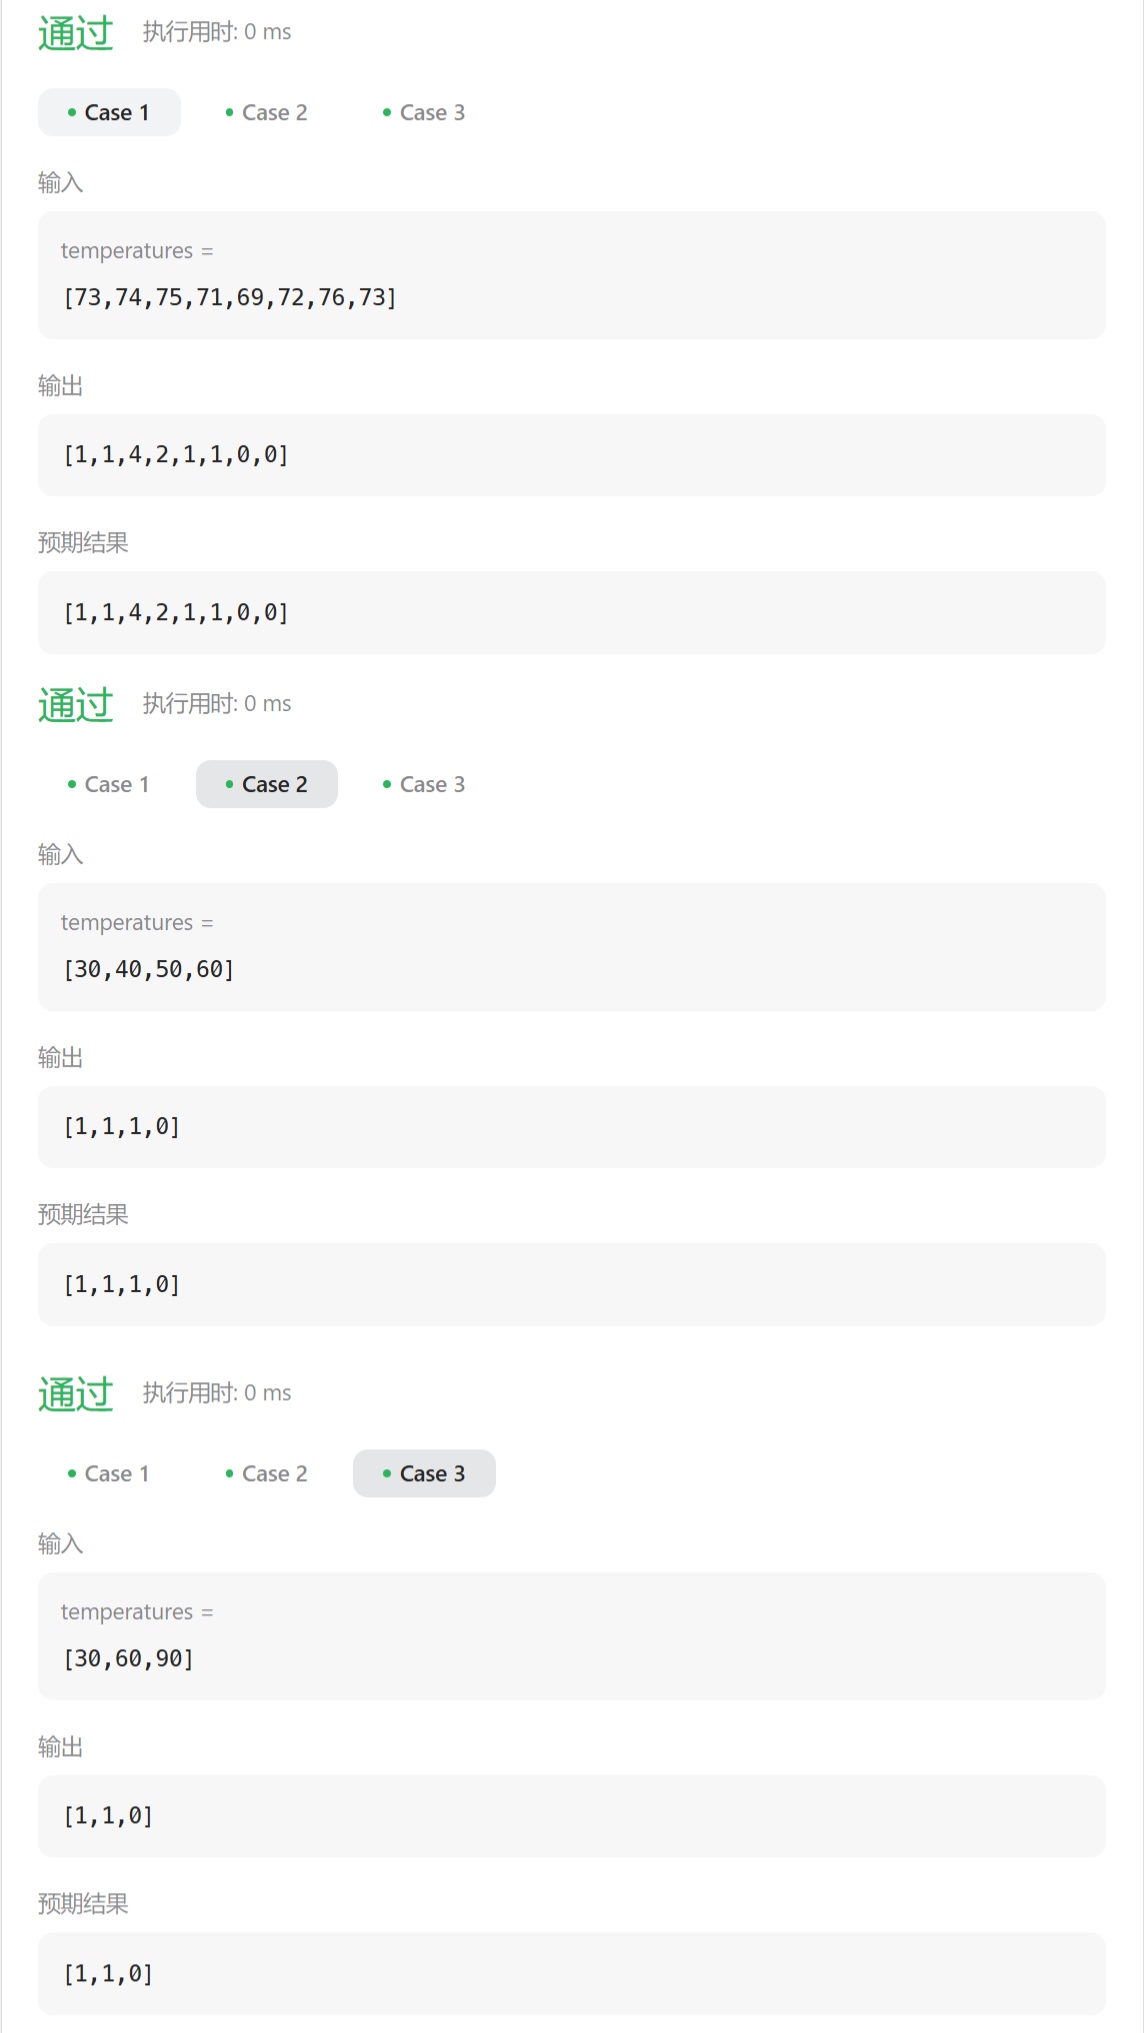 通过 执行用时: 0 ms
Case 1 Case 2 Case 3
输入
temperatures =
[73,74,75,71,69,72,76,73]
输出
[1,1,4,2,1,1,0,0]
预期结果
[1,1,4,2,1,1,0,0]
通过 执行用时: 0 ms
Case 1 Case 2 Case 3
输入
temperatures =
[30,40,50,60]
输出
[1,1,1,0]
预期结果
[1,1,1,0]
通过 执行用时: 0 ms
Case 1 Case 2 Case 3
输入
temperatures =
[30,60,90]
输出
[1,1,0]
预期结果
[1,1,0]